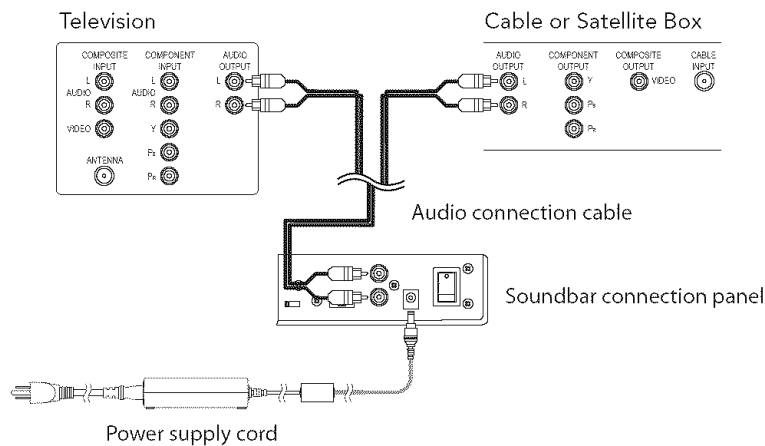 Television
Cable or Satellite Box
COMPOSITE INPUT
COMPONENT INPUT
AUDIO OUTPUT
L
AUDIO
R
VIDEO
ANTENNA
L
AUDIO
R
Y
PB
PR
L
R
AUDIO OUTPUT
COMPONENT OUTPUT
COMPOSITE OUTPUT
CABLE INPUT
L
R
Y
PB
PR
VIDEO
Audio connection cable
Soundbar connection panel
Power supply cord